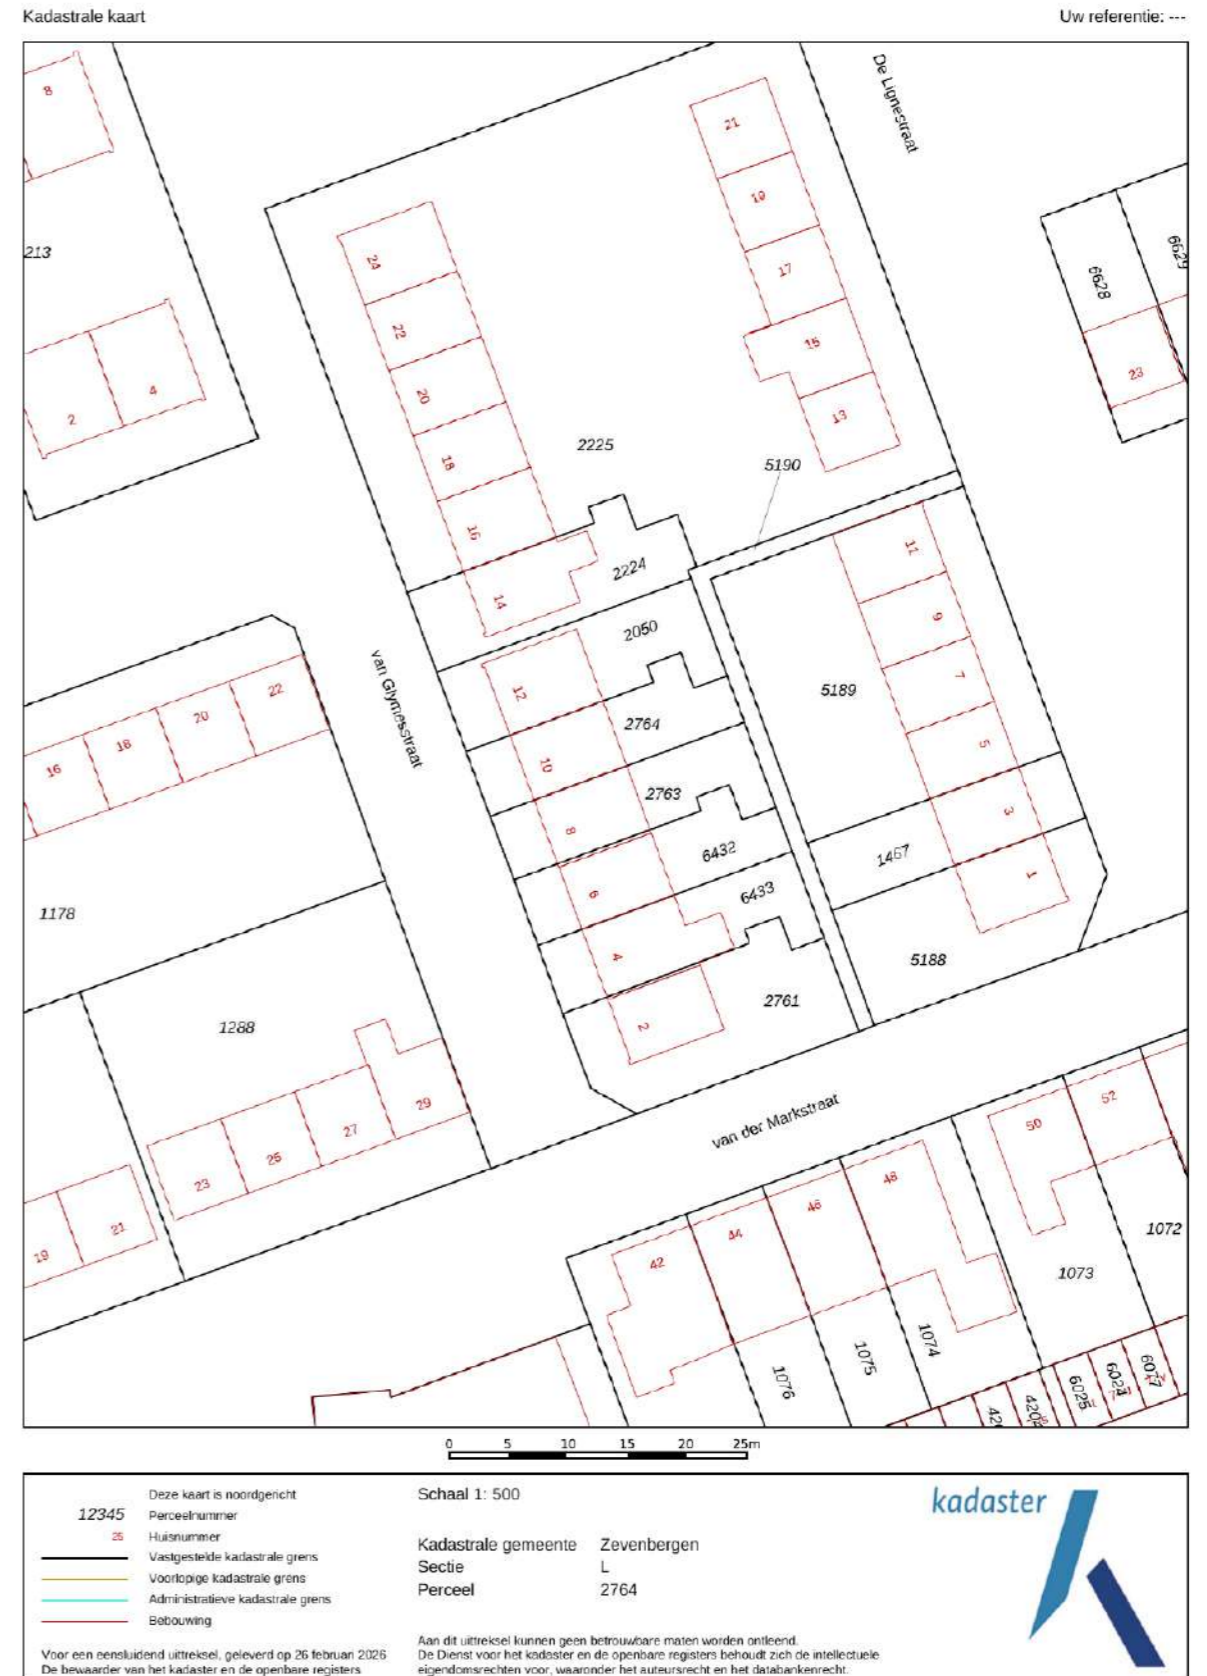 Kadastrale kaart
Uw referentie: ---
De Lignestraat
8
21
19
213
6629
24
17
6628
22
15
4
23
20
2
13
2225
18
5190
16
11
2224
14
9
2050
van Glymesstraat
22
12
7
5189
20
2764
18
5
10
16
2763
3
8
6432
1467
1
6
6433
1178
4
5188
2761
1288
2
52
29
van der Markstraat
50
27
25
48
23
46
21
44
1072
19
42
1073
1074
1075
1076
6077
6024
6025
0 5 10 15 20 25m
Deze kaart is noordgericht
12345 Perceelnummer
25 Huisnummer
Vastgestelde kadastrale grens
Voorlopige kadastrale grens
Administratieve kadastrale grens
Bebouwing
Schaal 1: 500
Kadastrale gemeente Zevenbergen
Sectie L
Perceel 2764
kadaster
Voor een eensluidend uittreksel, geleverd op 26 februari 2026
De bewaarder van het kadaster en de openbare registers
Aan dit uittreksel kunnen geen betrouwbare maten worden ontleend.
De Dienst voor het kadaster en de openbare registers behoudt zich de intellectuele
eigendomsrechten voor, waaronder het auteursrecht en het databankenrecht.